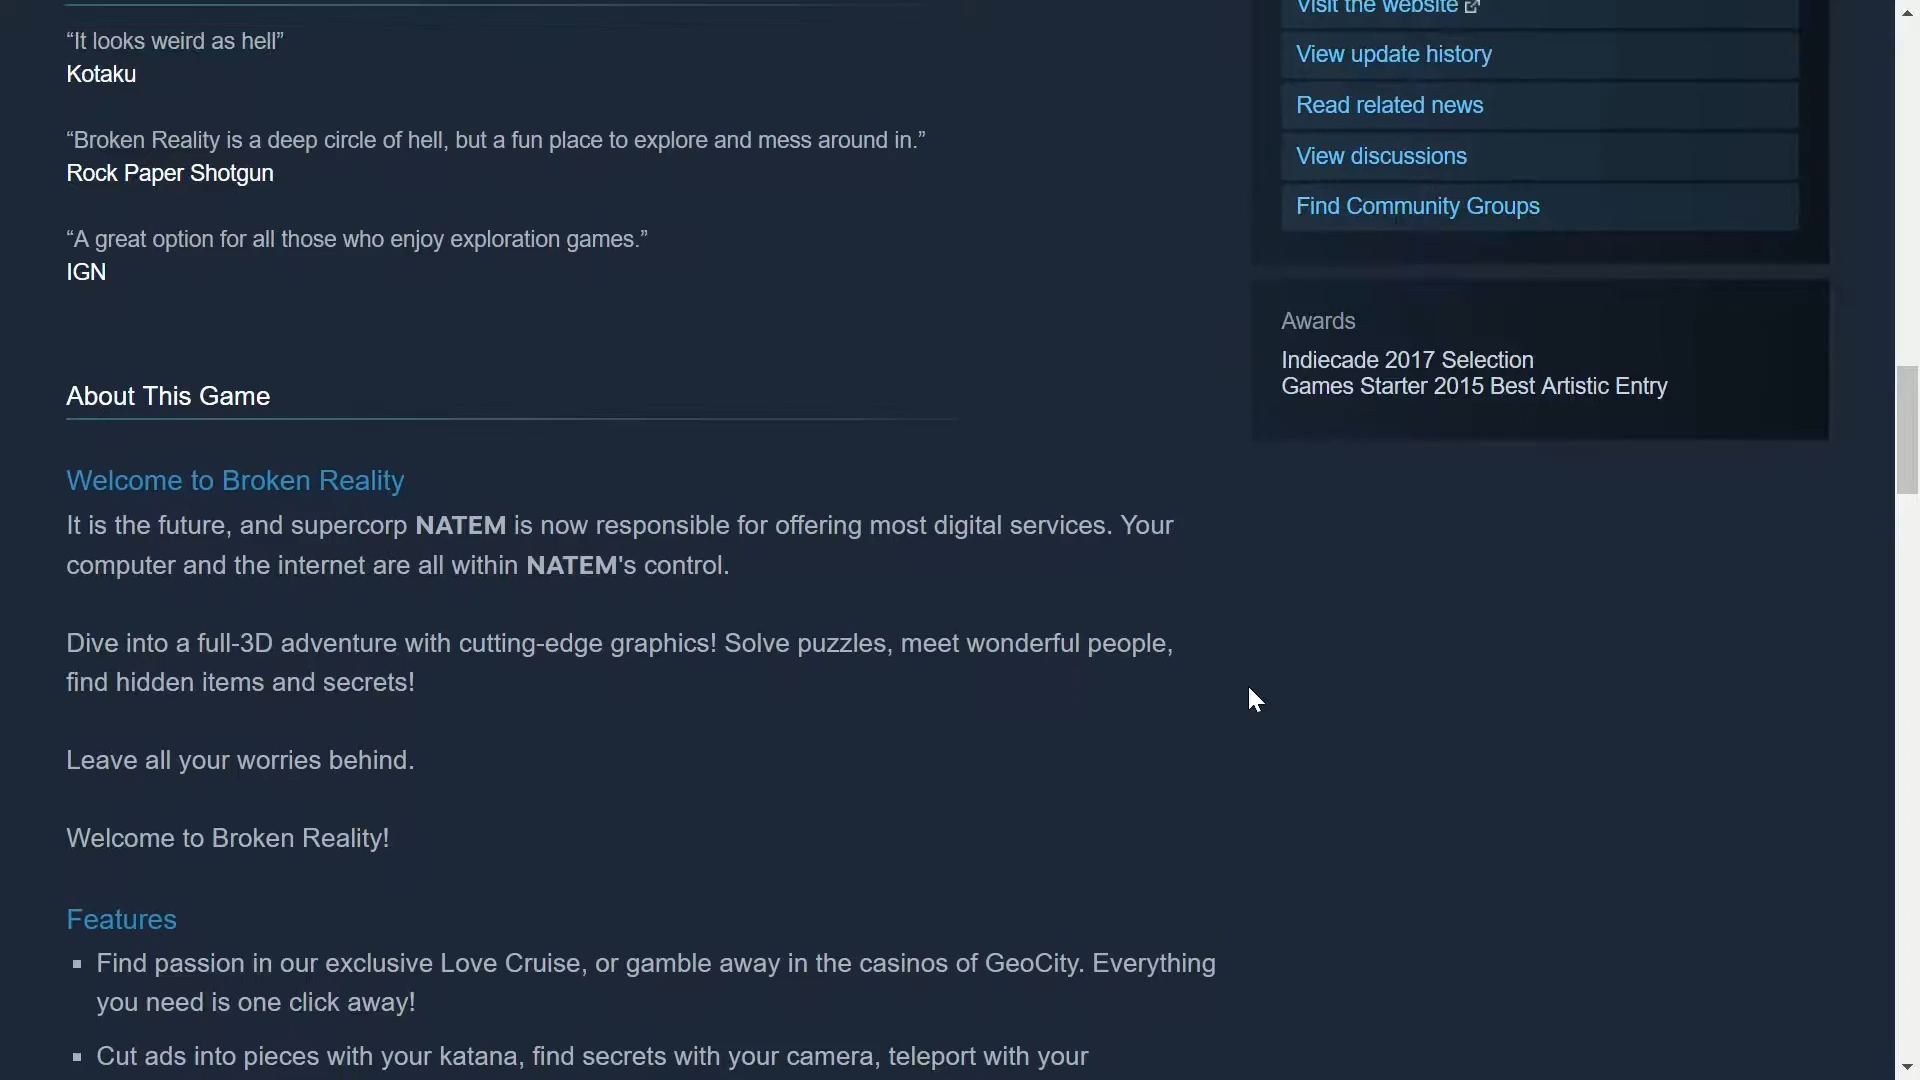 “It looks weird as hell”
Kotaku
“Broken Reality is a deep circle of hell, but a fun place to explore and mess around in.”
Rock Paper Shotgun
“A great option for all those who enjoy exploration games.”
IGN
About This Game
Welcome to Broken Reality
It is the future, and supercorp NATEM is now responsible for offering most digital services. Your
computer and the internet are all within NATEM's control.
Dive into a full-3D adventure with cutting-edge graphics! Solve puzzles, meet wonderful people,
find hidden items and secrets!
Leave all your worries behind.
Welcome to Broken Reality!
Features
▪ Find passion in our exclusive Love Cruise, or gamble away in the casinos of GeoCity. Everything
you need is one click away!
▪ Cut ads into pieces with your katana, find secrets with your camera, teleport with your
Visit the website
View update history
Read related news
View discussions
Find Community Groups
Awards
Indiecade 2017 Selection
Games Starter 2015 Best Artistic Entry